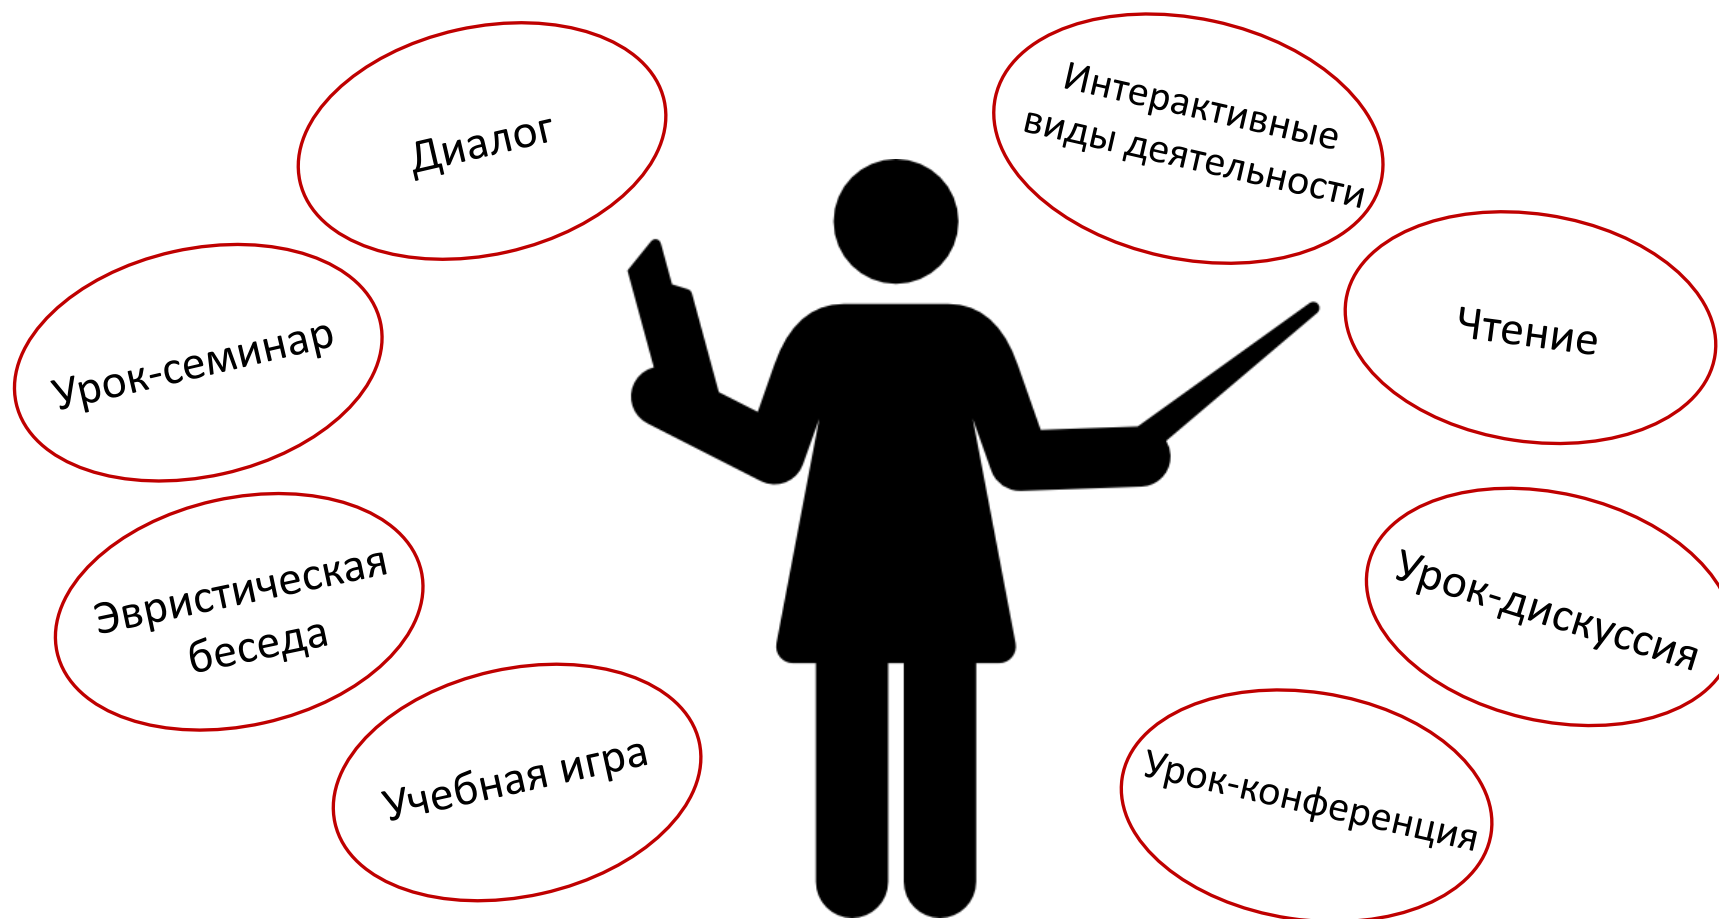 Диалог
Интерактивные
виды деятельности
Урок-семинар
Чтение
Эвристическая
беседа
Урок-дискуссия
Учебная игра
Урок-конференция